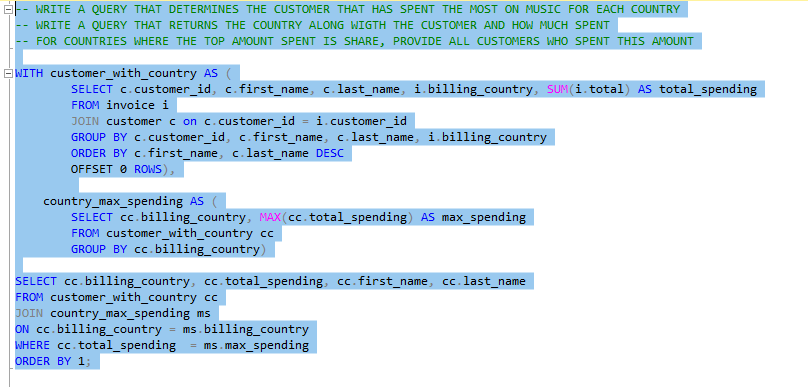 -- WRITE A QUERY THAT DETERMINES THE CUSTOMER THAT HAS SPENT THE MOST ON MUSIC FOR EACH COUNTRY
-- WRITE A QUERY THAT RETURNS THE COUNTRY ALONG WIGTH THE CUSTOMER AND HOW MUCH SPENT
-- FOR COUNTRIES WHERE THE TOP AMOUNT SPENT IS SHARE, PROVIDE ALL CUSTOMERS WHO SPENT THIS AMOUNT
WITH customer_with_country AS (
SELECT c.customer_id, c.first_name, c.last_name, i.billing_country, SUM(i.total) AS total_spending
FROM invoice i
JOIN customer c on c.customer_id = i.customer_id
GROUP BY c.customer_id, c.first_name, c.last_name, i.billing_country
ORDER BY c.first_name, c.last_name DESC
OFFSET 0 ROWS),
country_max_spending AS (
SELECT cc.billing_country, MAX(cc.total_spending) AS max_spending
FROM customer_with_country cc
GROUP BY cc.billing_country)
SELECT cc.billing_country, cc.total_spending, cc.first_name, cc.last_name
FROM customer_with_country cc
JOIN country_max_spending ms
ON cc.billing_country = ms.billing_country
WHERE cc.total_spending  = ms.max_spending
ORDER BY 1;